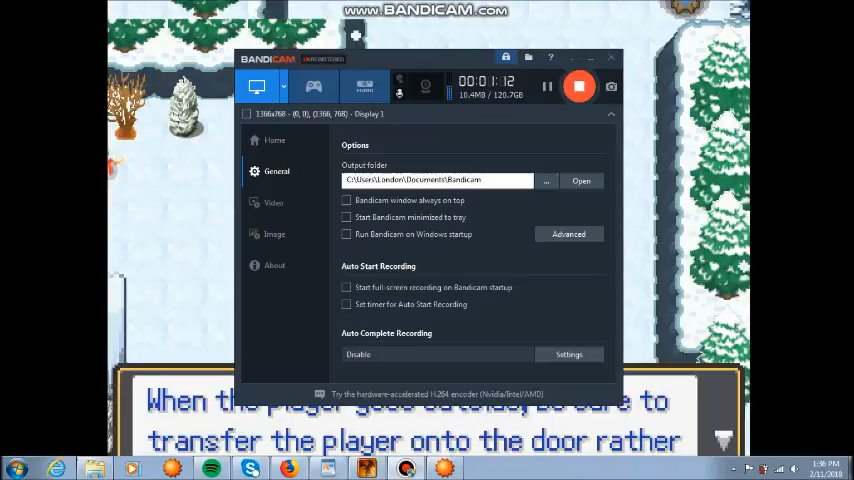 www.BANDICAM.com
BANDICAM UNREGISTERED
HDMI
00:01:12
10.4MB / 120.7GB
1366x768 - (0, 0), (1366, 768) - Display 1
Home
Options
Output folder
General
C:\Users\London\Documents\Bandicam
...
Open
Video
Bandicam window always on top
Start Bandicam minimized to tray
Image
Run Bandicam on Windows startup
Advanced
About
Auto Start Recording
Start full-screen recording on Bandicam startup
Set timer for Auto Start Recording
Auto Complete Recording
Disable
Settings
Try the hardware-accelerated H.264 encoder (Nvidia/Intel/AMD)
When the player goes outside, be sure to
transfer the player onto the door rather
1:36 PM
2/11/2018